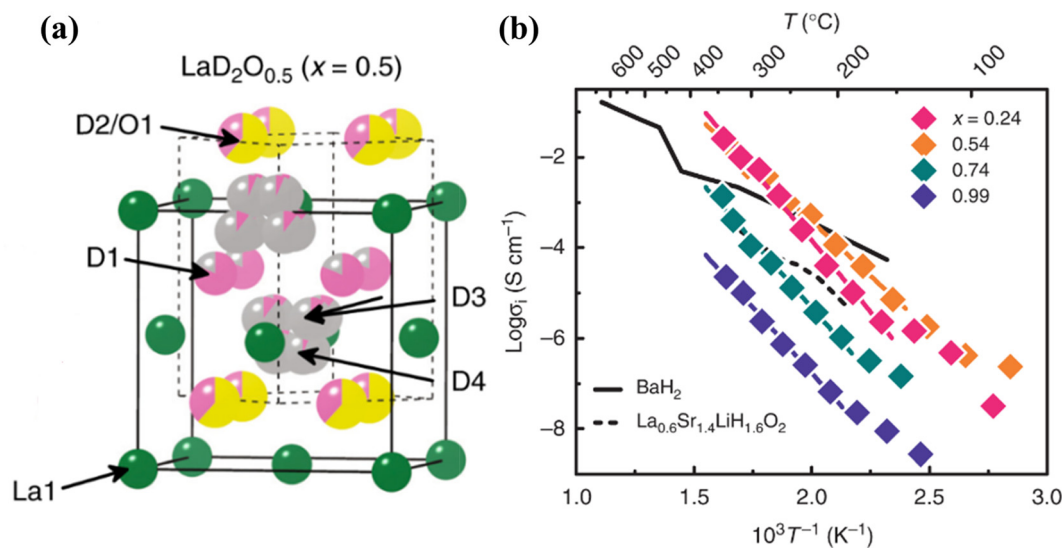 (a)
LaD₂O₀.₅ (x = 0.5)
D2/O1
D1
D3
D4
La1
(b)
T (°C)
600 500 400 300 200 100
x = 0.24
0.54
0.74
0.99
−2
−4
−6
−8
Logσᵢ (S cm⁻¹)
BaH₂
La₀.₆Sr₁.₄LiH₁.₆O₂
1.0 1.5 2.0 2.5 3.0
10³T⁻¹ (K⁻¹)